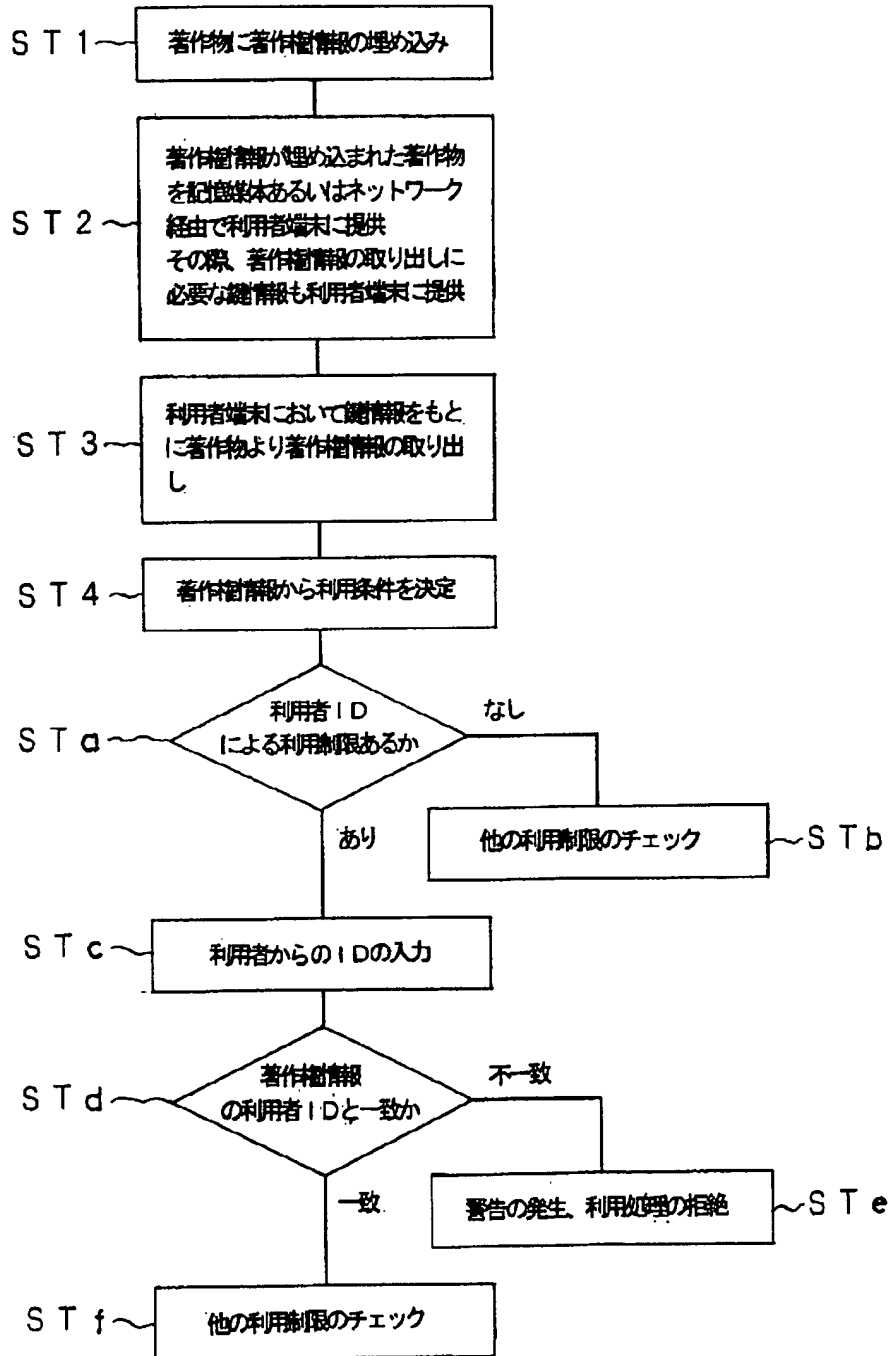 ST1
著作物に著作権情報の埋め込み
ST2
著作権情報が埋め込まれた著作物
を記憶媒体あるいはネットワーク
経由で利用者端末に提供
その際、著作権情報の取り出しに
必要な鍵情報も利用者端末に提供
ST3
利用者端末において鍵情報をもと
に著作物より著作権情報の取り出
し
ST4
著作権情報から利用条件を決定
STa
利用者ID
による利用制限あるか
なし
あり
他の利用制限のチェック
STb
STc
利用者からのIDの入力
STd
著作権情報
の利用者IDと一致か
不一致
一致
警告の発生、利用処理の拒絶
STe
STf
他の利用制限のチェック